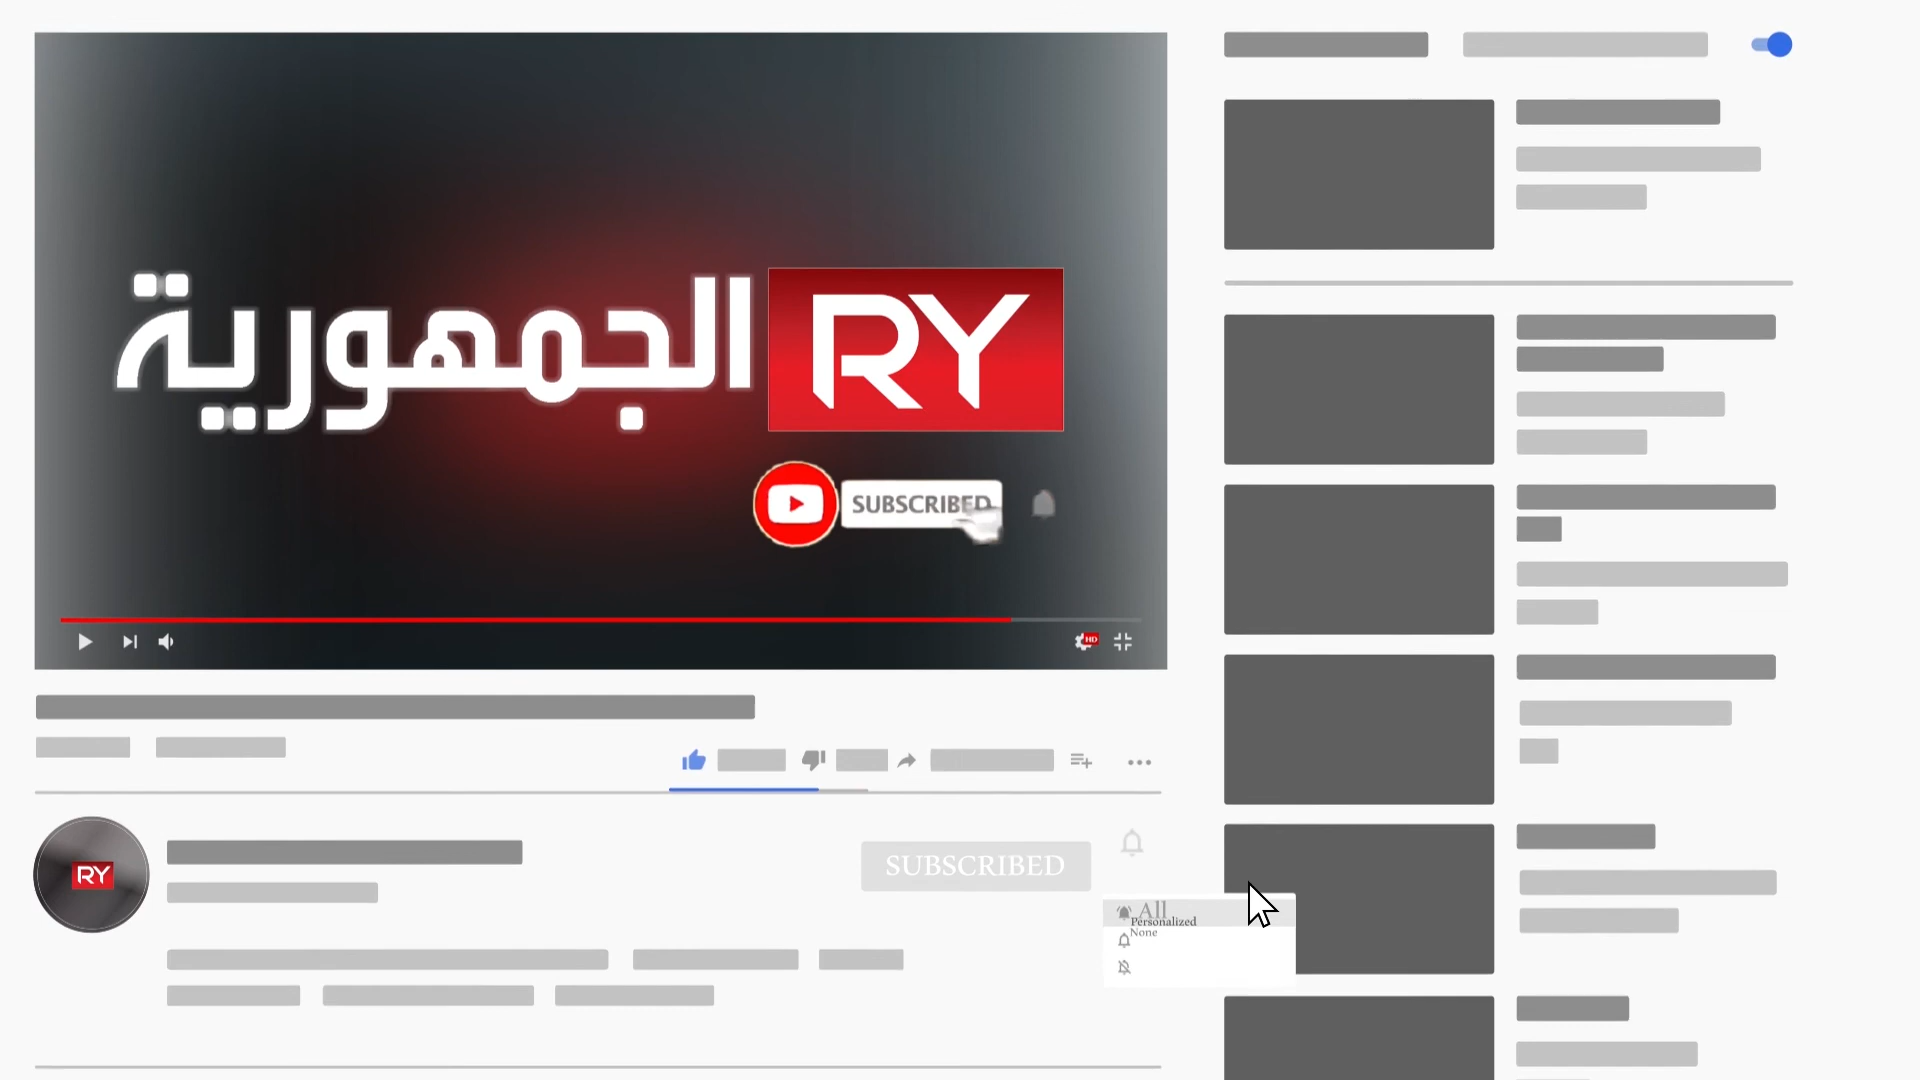 الجمهورية RY
SUBSCRIBED
HD
RY
SUBSCRIBED
All
Personalized
None